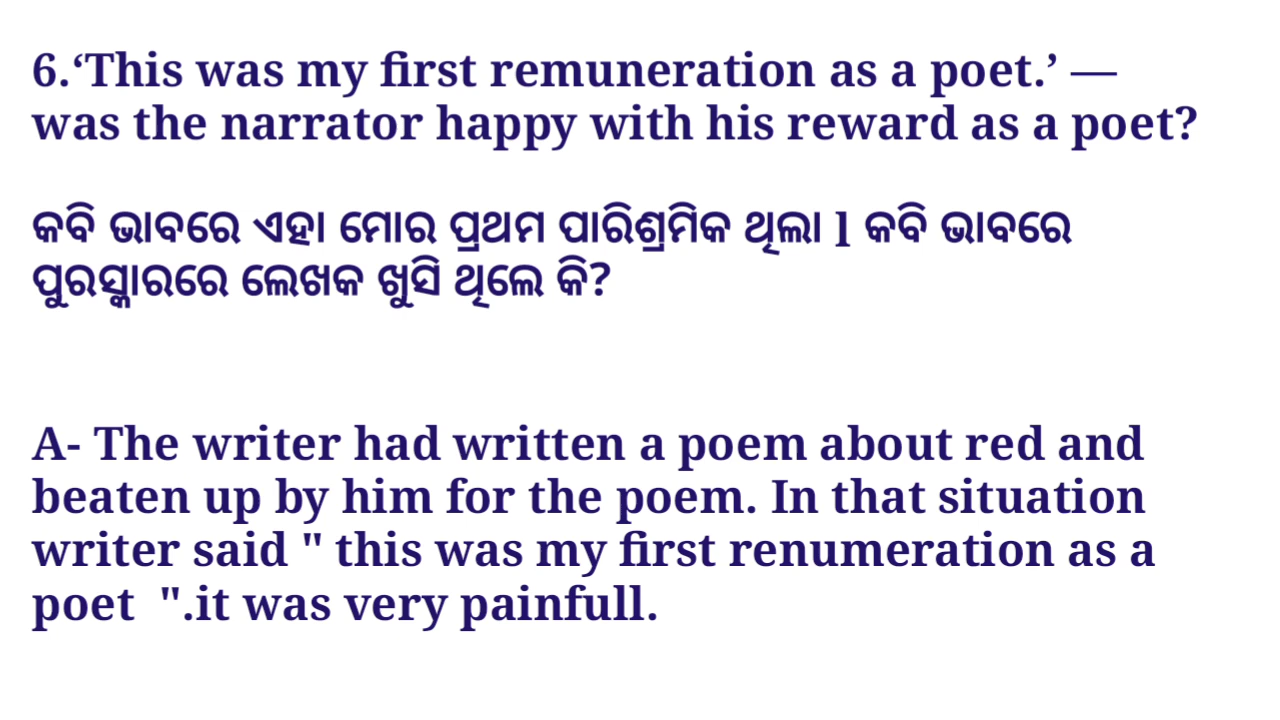 6.‘This was my first remuneration as a poet.’ —
was the narrator happy with his reward as a poet?
କବି ଭାବରେ ଏହା ମୋର ପ୍ରଥମ ପାରିଶ୍ରମିକ ଥିଲା l କବି ଭାବରେ
ପୁରସ୍କାରରେ ଲେଖକ ଖୁସି ଥିଲେ କି?
A- The writer had written a poem about red and
beaten up by him for the poem. In that situation
writer said " this was my first renumeration as a
poet  ".it was very painfull.